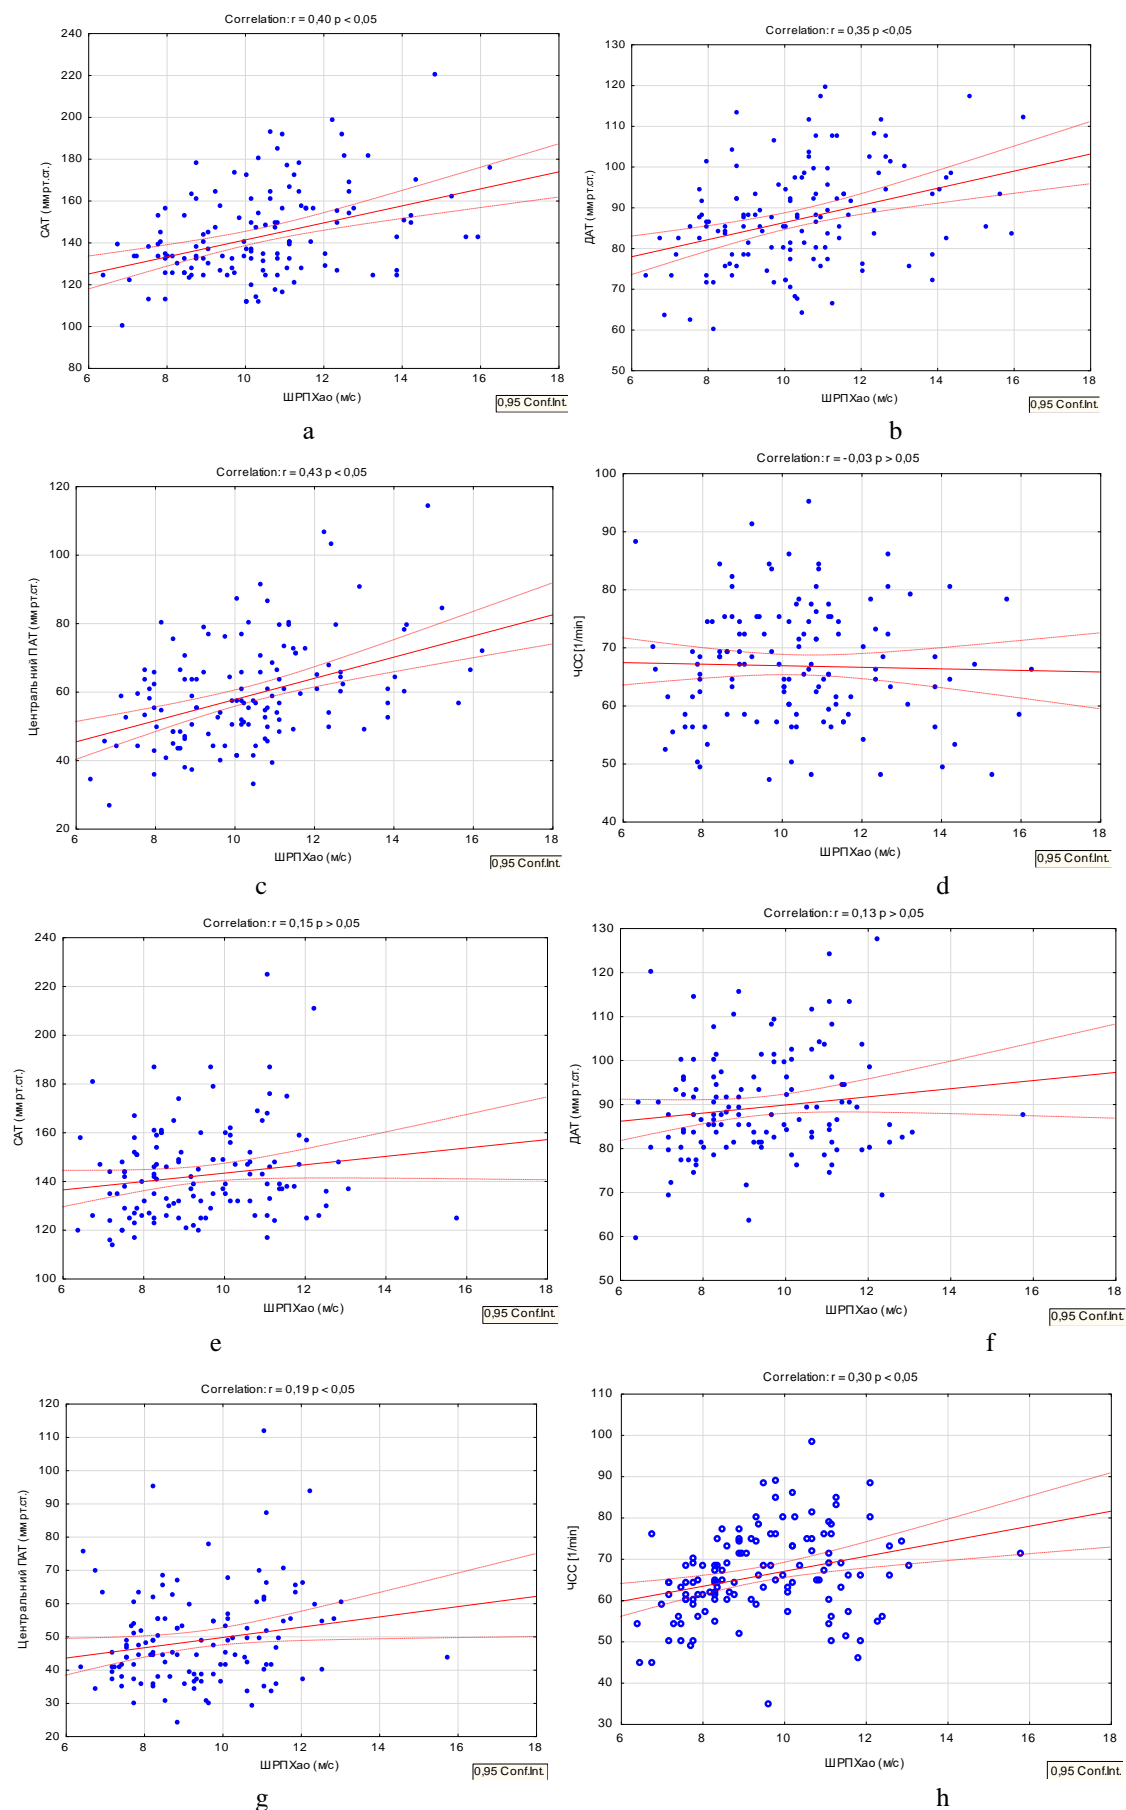 Correlation: r = 0,40 p < 0,05
САТ (мм рт.ст.)
240
220
200
180
160
140
120
100
80
6 8 10 12 14 16 18
ШРПХао (м/с)
0,95 Conf.Int.
a
Correlation: r = 0,35 p <0,05
ДАТ (мм рт.ст.)
130
120
110
100
90
80
70
60
50
6 8 10 12 14 16 18
ШРПХао (м/с)
0,95 Conf.Int.
b
Correlation: r = 0,43 p < 0,05
Центральний ПАТ (мм рт.ст.)
120
100
80
60
40
20
6 8 10 12 14 16 18
ШРПХао (м/с)
0,95 Conf.Int.
c
Correlation: r = -0,03 p > 0,05
ЧСС [1/min]
100
90
80
70
60
50
40
6 8 10 12 14 16 18
ШРПХао (м/с)
0,95 Conf.Int.
d
Correlation: r = 0,15 p > 0,05
САТ (мм рт.ст.)
240
220
200
180
160
140
120
100
6 8 10 12 14 16 18
ШРПХао (м/с)
0,95 Conf.Int.
e
Correlation: r = 0,13 p > 0,05
ДАТ (мм рт.ст.)
130
120
110
100
90
80
70
60
50
6 8 10 12 14 16 18
ШРПХао (м/с)
0,95 Conf.Int.
f
Correlation: r = 0,19 p < 0,05
Центральний ПАТ (мм рт.ст.)
120
110
100
90
80
70
60
50
40
30
20
6 8 10 12 14 16 18
ШРПХао (м/с)
0,95 Conf.Int.
g
Correlation: r = 0,30 p < 0,05
ЧСС [1/min]
110
100
90
80
70
60
50
40
30
6 8 10 12 14 16 18
ШРПХао (м/с)
0,95 Conf.Int.
h